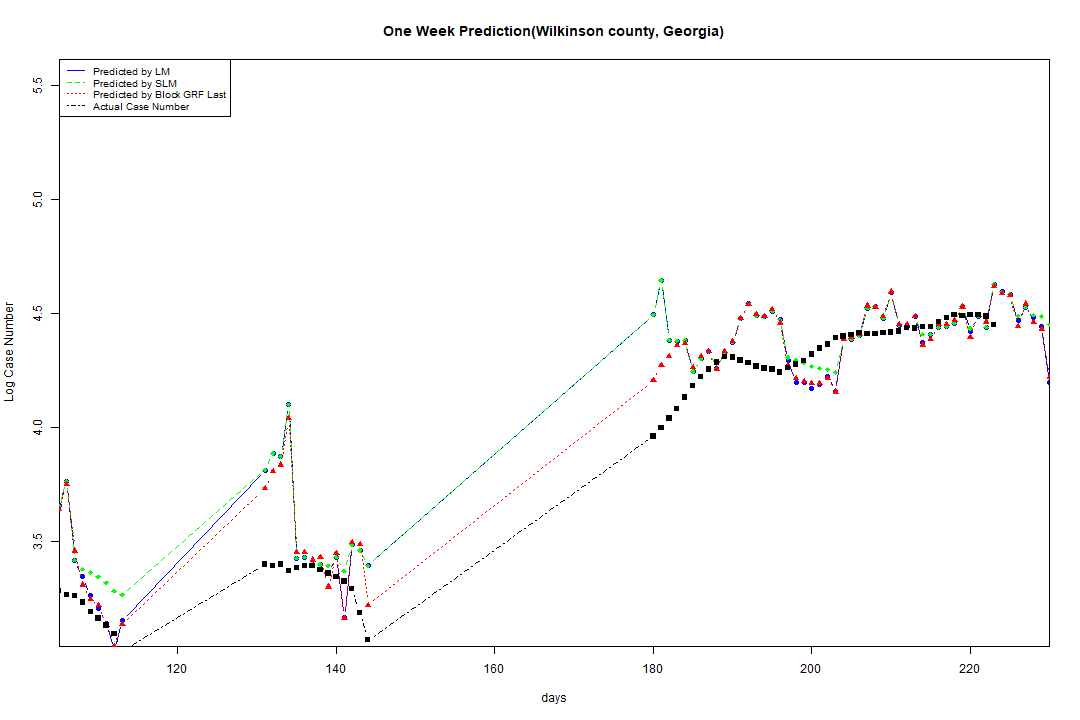 One Week Prediction(Wilkinson county, Georgia)
Predicted by LM
Predicted by SLM
Predicted by Block GRF Last
Actual Case Number
5.5
5.0
4.5
4.0
3.5
Log Case Number
120 140 160 180 200 220
days